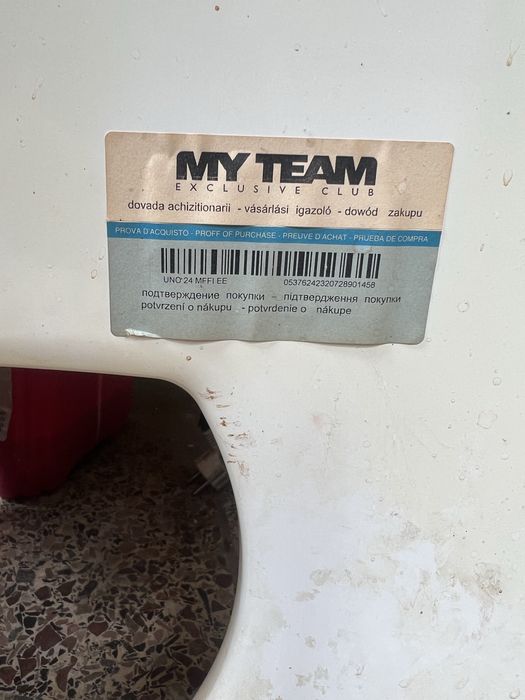 MY TEAM
EXCLUSIVE CLUB
dovada achizitionarii - vásárlási igazoló - dowód zakupu
PROVA D'ACQUISTO - PROFF OF PURCHASE - PREUVE D'ACHAT - PRUEBA DE COMPRA
UNO 24 MFFI EE 05376242320728901458
подтверждение покупки – підтвердження покупки
potvrzení o nákupu - potvrdenie o nákupe